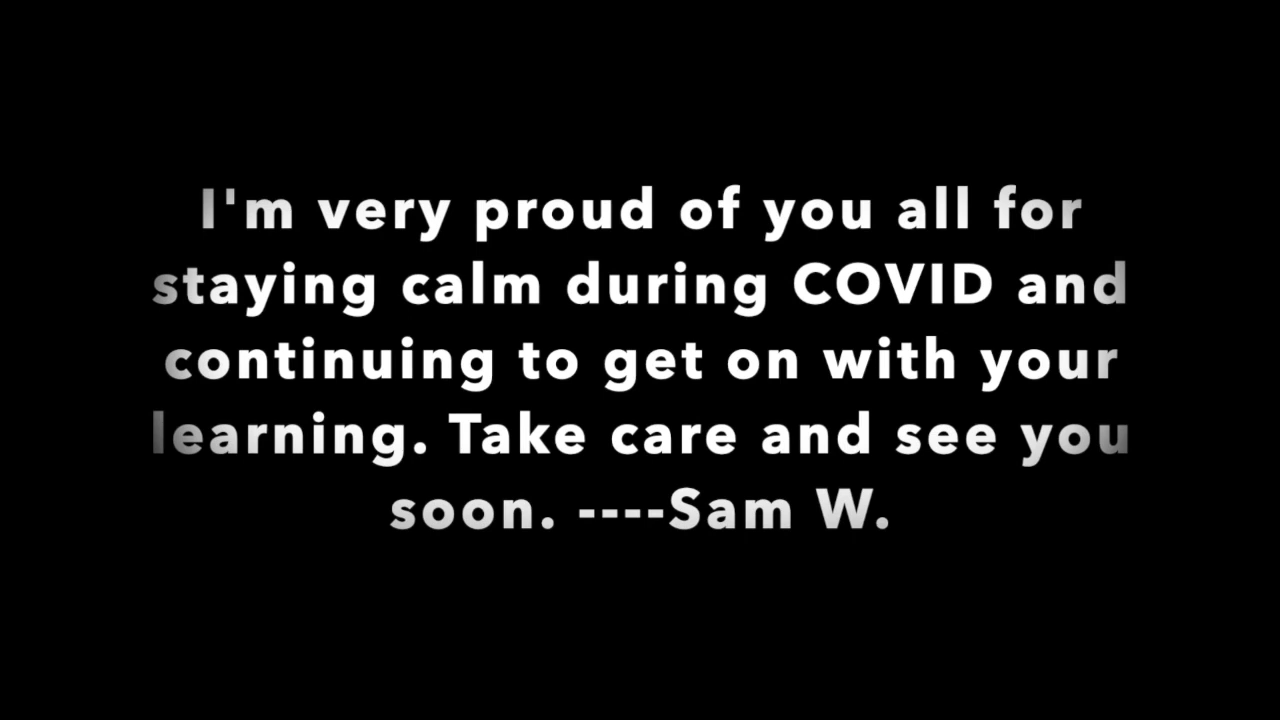 I'm very proud of you all for
staying calm during COVID and
continuing to get on with your
learning. Take care and see you
soon. ----Sam W.